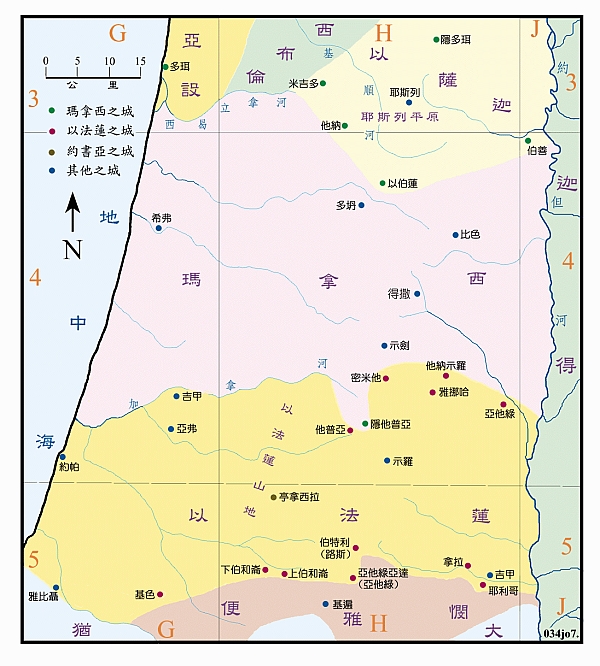 G
H
J
亞設
布倫
西
以薩迦
基順河
約但河
隱多珥
多珥
米吉多
耶斯列
0 5 10 15
公里
3
3
瑪拿西之城
以法蓮之城
約書亞之城
其他之城
西曷立拿河
他納
耶斯列平原
伯善
以伯蓮
迦得
N
地中海
希弗
多坍
比色
4
4
瑪拿西
得撒
示劍
加拿河
密米他
他納示羅
雅挪哈
亞他綠
吉甲
亞弗
約帕
以法蓮山地
他普亞
隱他普亞
示羅
亭拿西拉
以法蓮
伯特利
(路斯)
5
5
下伯和崙
上伯和崙
亞他綠亞達
(亞他綠)
拿拉
吉甲
耶利哥
雅比聶
基色
基遍
便雅憫
猶大
G
H
J
034jo7.